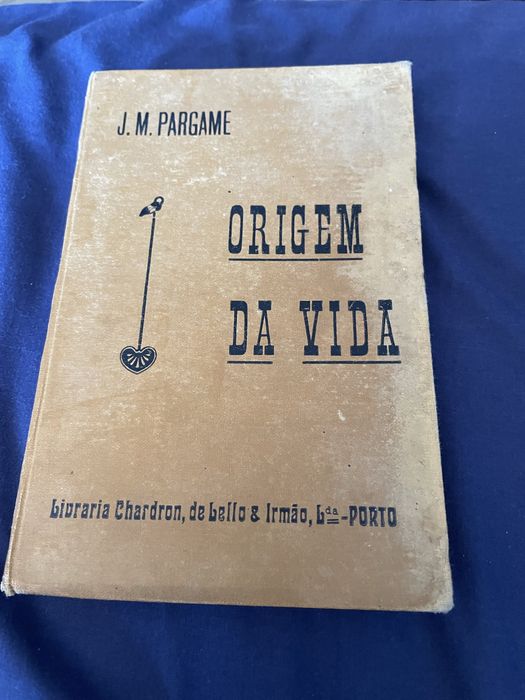 J. M. PARGAME
ORIGEM
DA VIDA
Livraria Chardron, de Lello & Irmão, Lda-PORTO